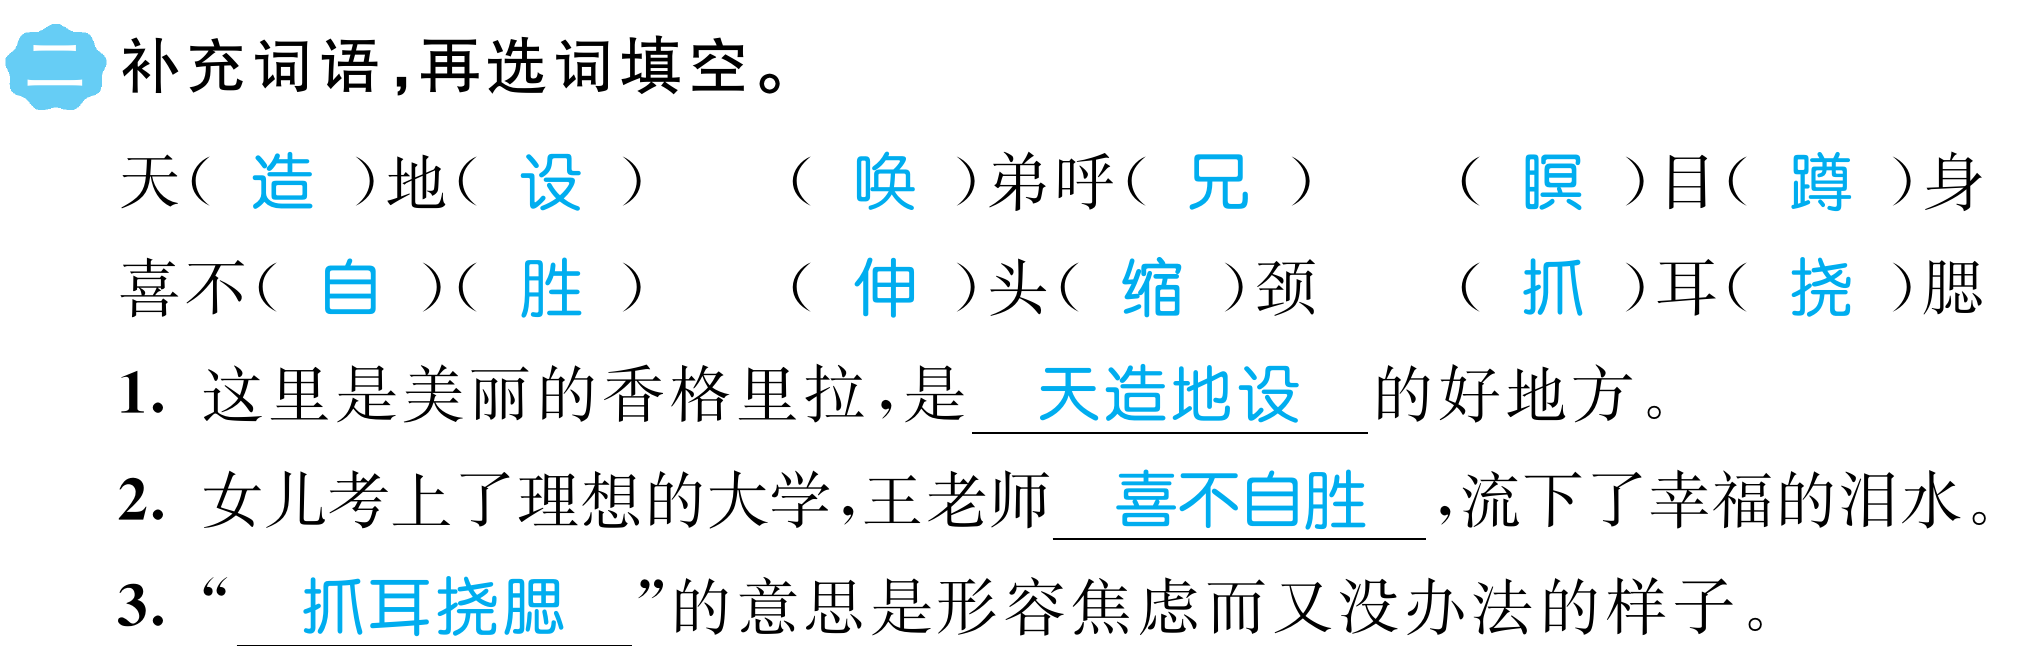 二 补充词语,再选词填空。
天( 造 )地( 设 ) ( 唤 )弟呼( 兄 ) ( 瞑 )目( 蹲 )身
喜不( 自 )( 胜 ) ( 伸 )头( 缩 )颈 ( 抓 )耳( 挠 )腮
1. 这里是美丽的香格里拉,是 天造地设 的好地方。
2. 女儿考上了理想的大学,王老师 喜不自胜 ,流下了幸福的泪水。
3. “ 抓耳挠腮 ”的意思是形容焦虑而又没办法的样子。